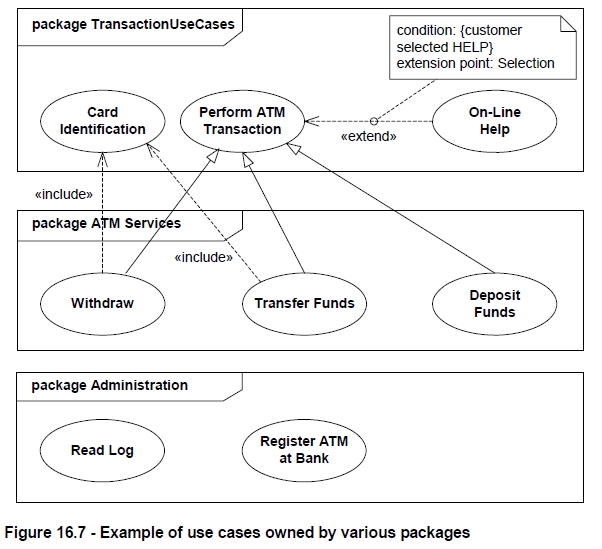 package TransactionUseCases
condition: {customer
selected HELP}
extension point: Selection
Card
Identification
Perform ATM
Transaction
On-Line
Help
«extend»
«include»
package ATM Services
«include»
Withdraw
Transfer Funds
Deposit
Funds
package Administration
Read Log
Register ATM
at Bank
Figure 16.7 - Example of use cases owned by various packages